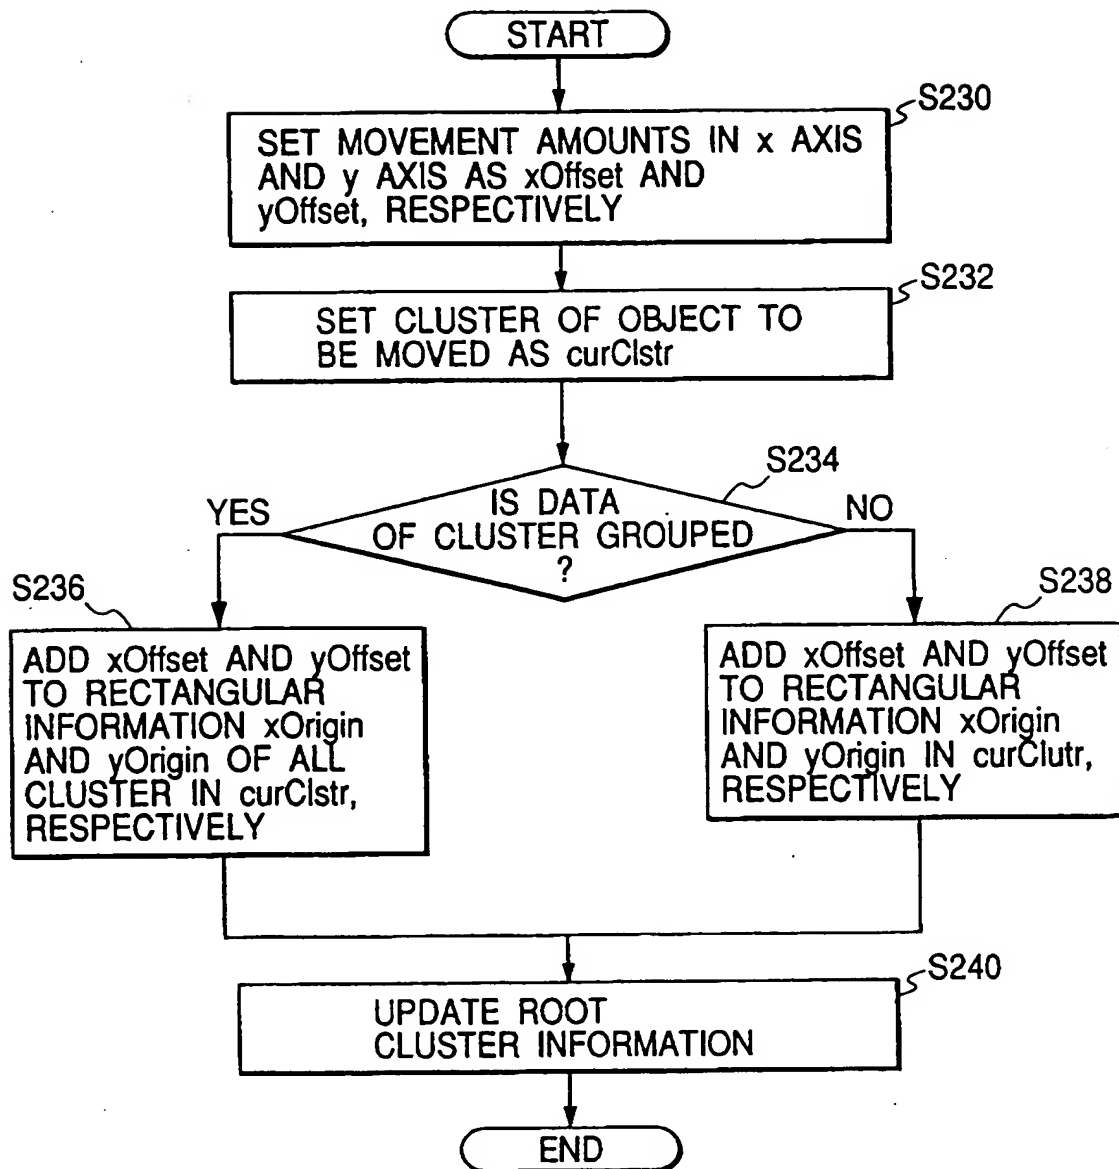 START
S230
SET MOVEMENT AMOUNTS IN x AXIS
AND y AXIS AS xOffset AND
yOffset, RESPECTIVELY
S232
SET CLUSTER OF OBJECT TO
BE MOVED AS curClstr
S234
IS DATA
OF CLUSTER GROUPED
?
YES
NO
S236
ADD xOffset AND yOffset
TO RECTANGULAR
INFORMATION xOrigin
AND yOrigin OF ALL
CLUSTER IN curClstr,
RESPECTIVELY
S238
ADD xOffset AND yOffset
TO RECTANGULAR
INFORMATION xOrigin
AND yOrigin IN curClutr,
RESPECTIVELY
S240
UPDATE ROOT
CLUSTER INFORMATION
END